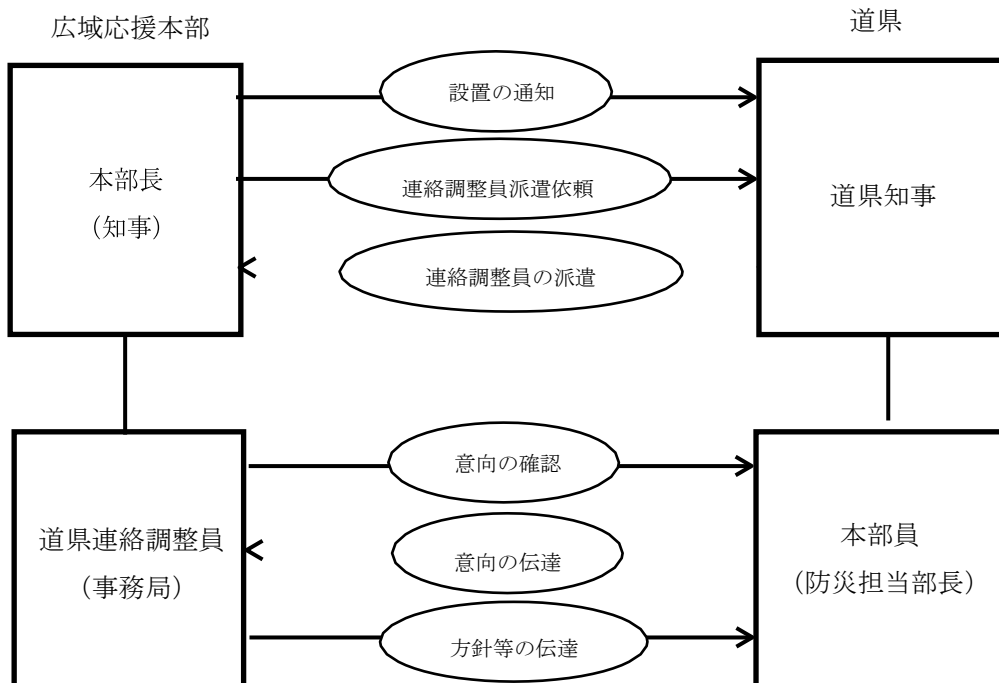 広域応援本部
道県
設置の通知
本部長
（知事）
連絡調整員派遣依頼
道県知事
連絡調整員の派遣
意向の確認
道県連絡調整員
（事務局）
意向の伝達
本部員
（防災担当部長）
方針等の伝達